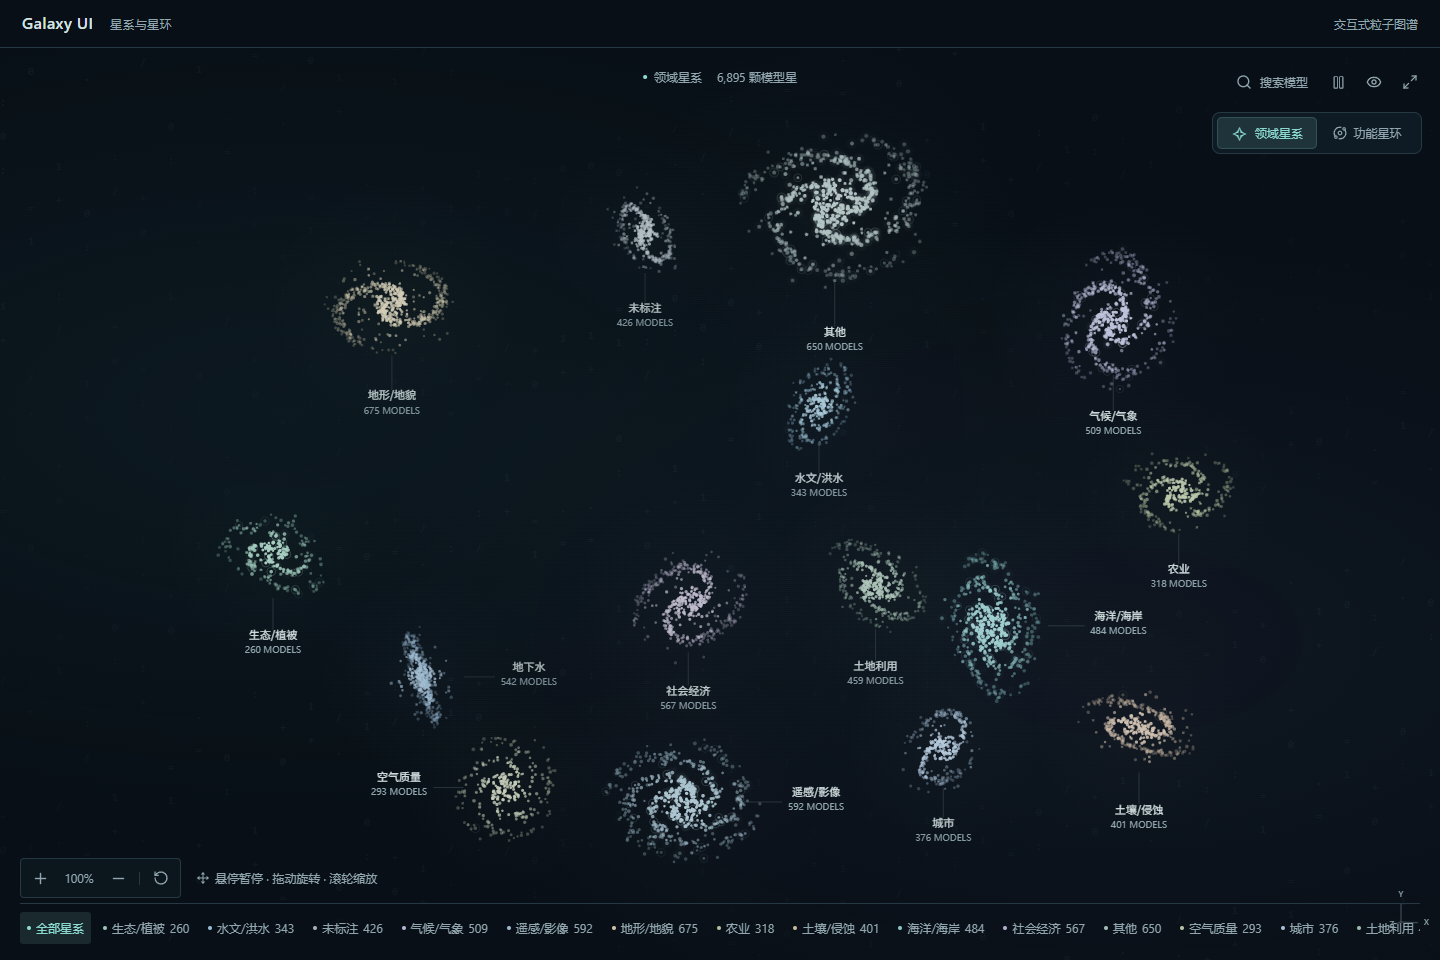 Galaxy UI 星系与星环
交互式粒子图谱
领域星系 6,895 颗模型星
搜索模型
领域星系 功能星环
未标注
426 MODELS
其他
650 MODELS
地形/地貌
675 MODELS
气候/气象
509 MODELS
水文/洪水
343 MODELS
农业
318 MODELS
生态/植被
260 MODELS
海洋/海岸
484 MODELS
地下水
542 MODELS
土地利用
459 MODELS
社会经济
567 MODELS
空气质量
293 MODELS
遥感/影像
592 MODELS
城市
376 MODELS
土壤/侵蚀
401 MODELS
100%
悬停暂停 · 拖动旋转 · 滚轮缩放
Y
X
Z
全部星系 生态/植被 260 水文/洪水 343 未标注 426 气候/气象 509 遥感/影像 592 地形/地貌 675 农业 318 土壤/侵蚀 401 海洋/海岸 484 社会经济 567 其他 650 空气质量 293 城市 376 土地利用